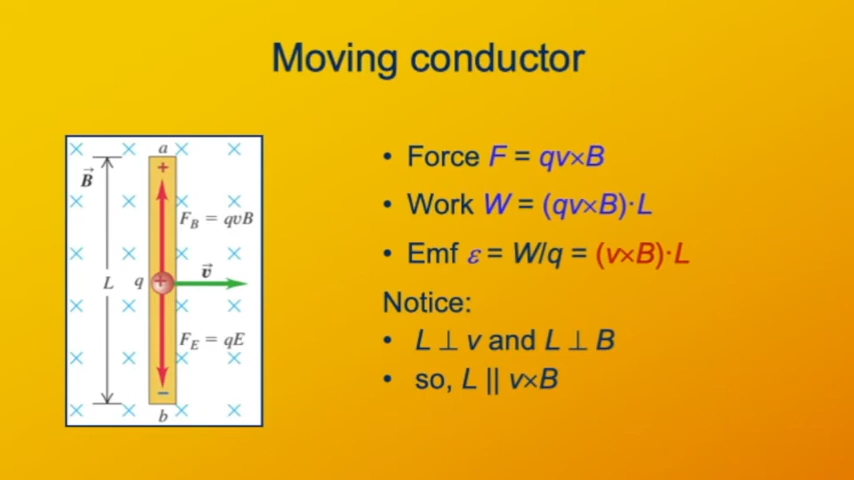 Moving conductor
a
+
B⃗
F_B = qvB
v⃗
L
q
+
F_E = qE
−
b
• Force F = qv×B
• Work W = (qv×B)·L
• Emf ε = W/q = (v×B)·L
Notice:
• L ⊥ v and L ⊥ B
• so, L || v×B